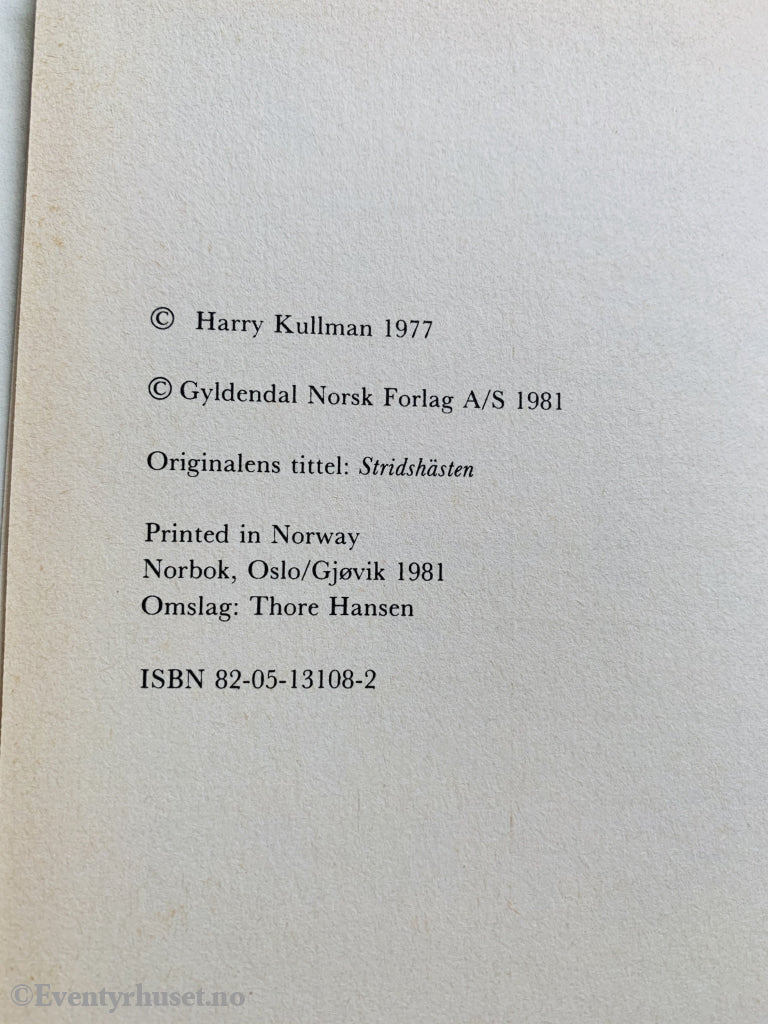 © Harry Kullman 1977
© Gyldendal Norsk Forlag A/S 1981
Originalens tittel: Stridshästen
Printed in Norway
Norbok, Oslo/Gjøvik 1981
Omslag: Thore Hansen
ISBN 82-05-13108-2
©Eventyrhuset.no